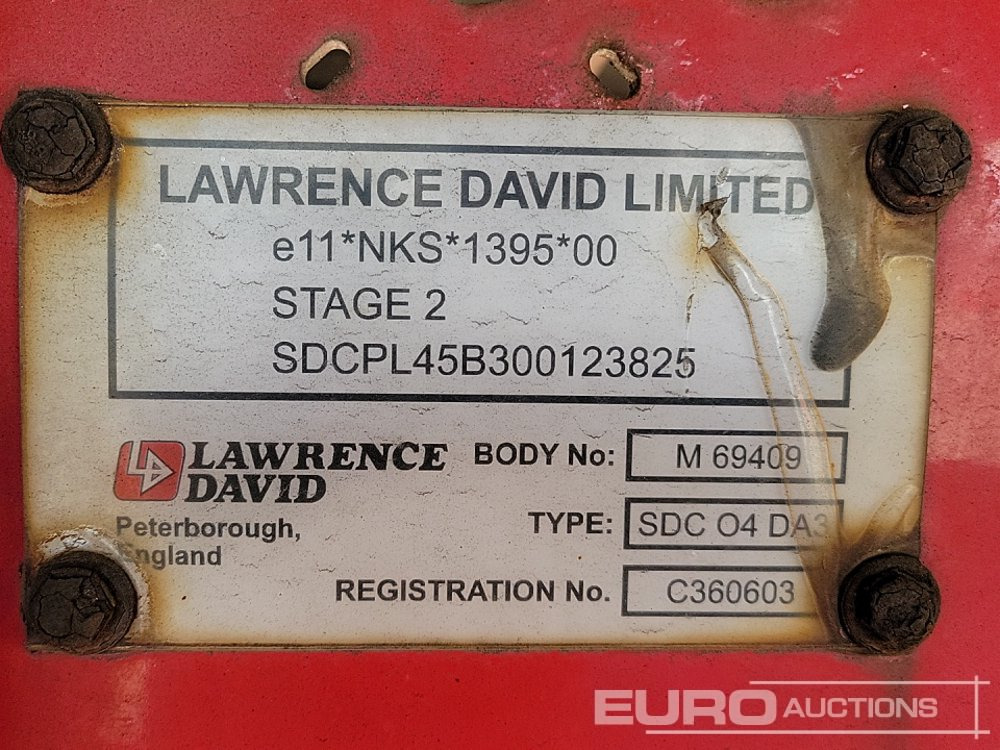 LAWRENCE DAVID LIMITED
e11*NKS*1395*00
STAGE 2
SDCPL45B300123825
LD LAWRENCE
DAVID
Peterborough,
England
BODY No: M 69409
TYPE: SDC O4 DA3
REGISTRATION No. C360603
EURO AUCTIONS